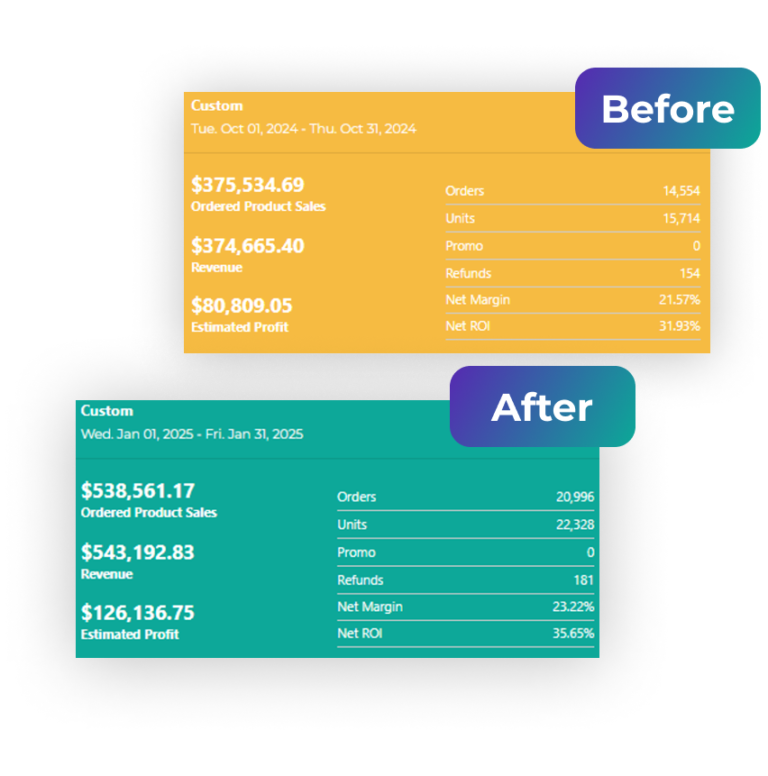 Before
Custom
Tue. Oct 01, 2024 - Thu. Oct 31, 2024
$375,534.69
Ordered Product Sales
$374,665.40
Revenue
$80,809.05
Estimated Profit
Orders 14,554
Units 15,714
Promo 0
Refunds 154
Net Margin 21.57%
Net ROI 31.93%
After
Custom
Wed. Jan 01, 2025 - Fri. Jan 31, 2025
$538,561.17
Ordered Product Sales
$543,192.83
Revenue
$126,136.75
Estimated Profit
Orders 20,996
Units 22,328
Promo 0
Refunds 181
Net Margin 23.22%
Net ROI 35.65%